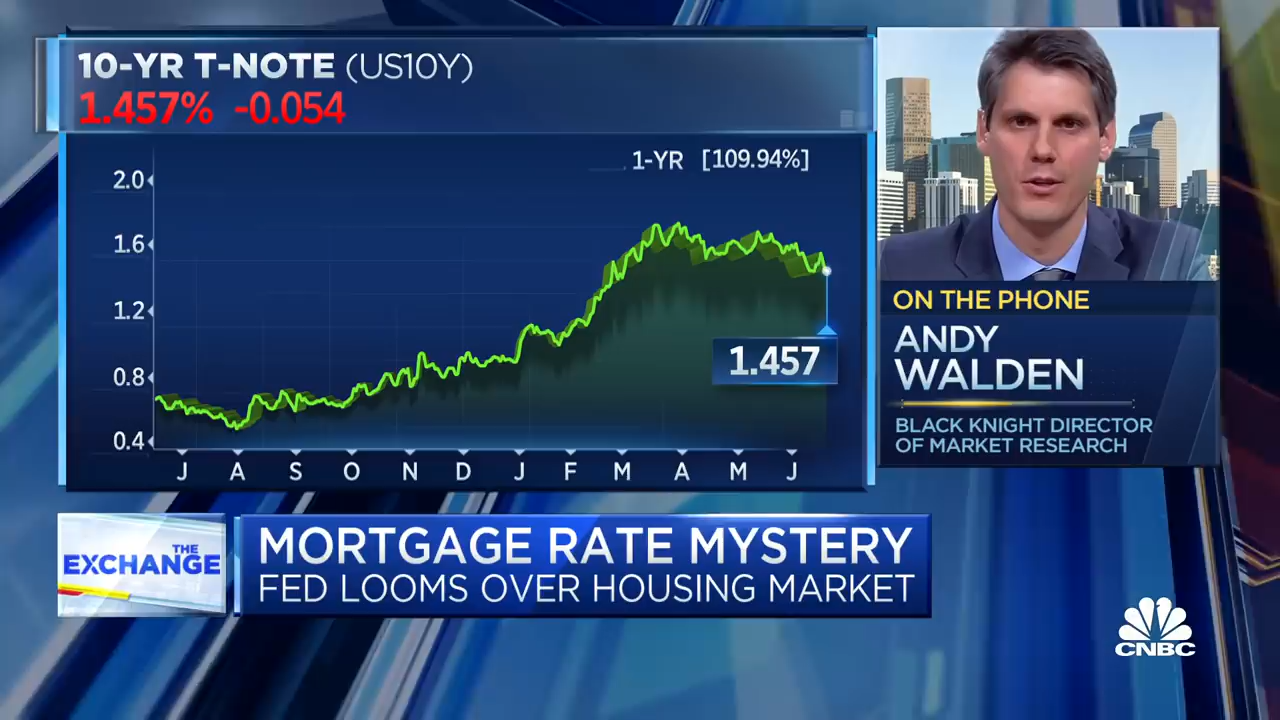 10-YR T-NOTE (US10Y)
1.457% -0.054
1-YR [109.94%]
2.0
1.6
1.2
0.8
0.4
1.457
J A S O N D J F M A M J
ON THE PHONE
ANDY
WALDEN
BLACK KNIGHT DIRECTOR
OF MARKET RESEARCH
THE
EXCHANGE
MORTGAGE RATE MYSTERY
FED LOOMS OVER HOUSING MARKET
CNBC